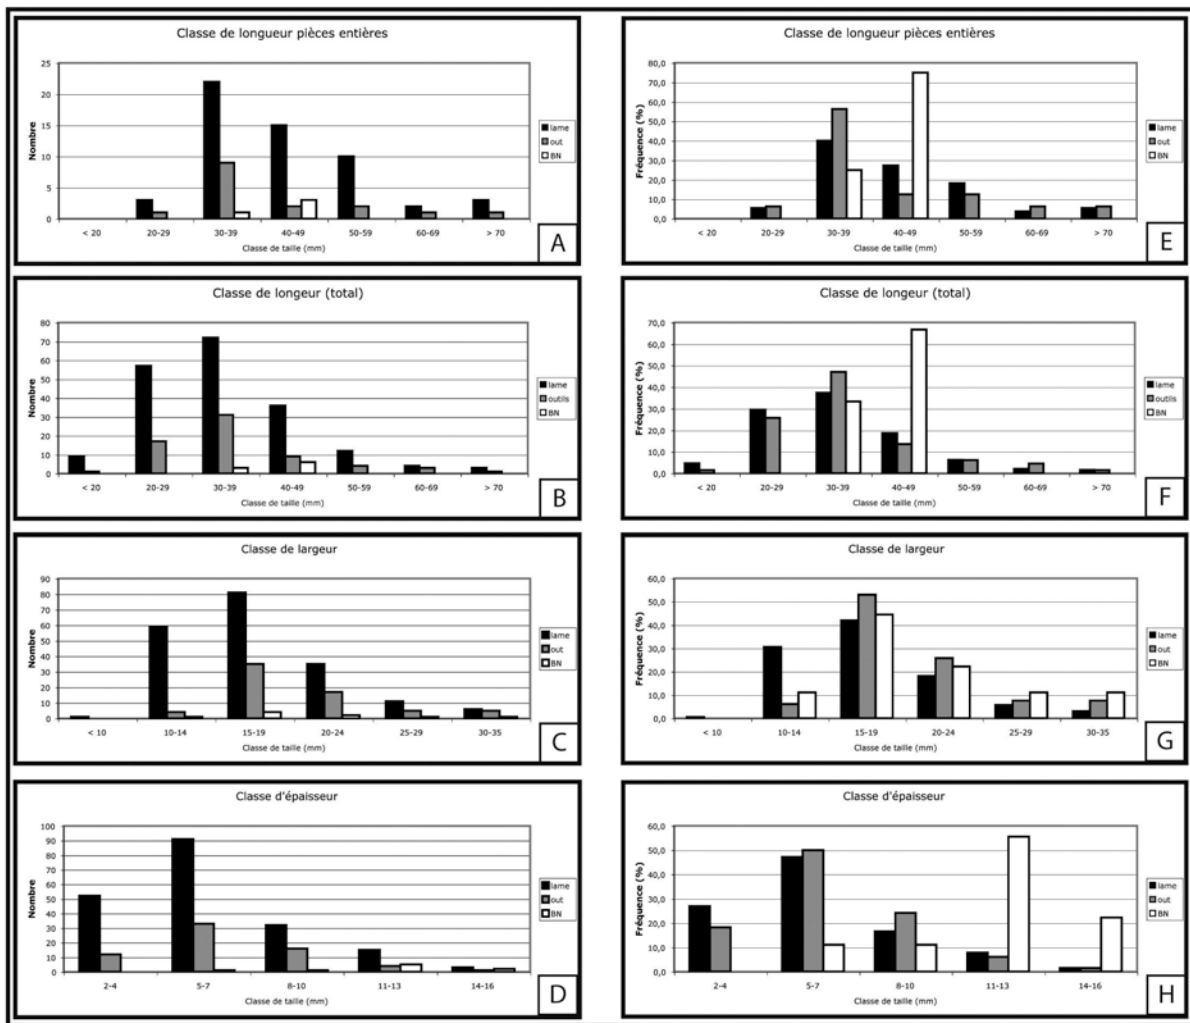 Classe de longueur pièces entières
Nombre
25
20
15
10
5
0
< 20 20-29 30-39 40-49 50-59 60-69 > 70
Classe de taille (mm)
lame
out
BN
A
Classe de longueur pièces entières
Fréquence (%)
80,0
70,0
60,0
50,0
40,0
30,0
20,0
10,0
0,0
< 20 20-29 30-39 40-49 50-59 60-69 > 70
Classe de taille (mm)
lame
out
BN
E
Classe de longeur (total)
Nombre
80
70
60
50
40
30
20
10
0
< 20 20-29 30-39 40-49 50-59 60-69 > 70
Classe de taille (mm)
lame
outils
BN
B
Classe de longeur (total)
Fréquence (%)
70,0
60,0
50,0
40,0
30,0
20,0
10,0
0,0
< 20 20-29 30-39 40-49 50-59 60-69 > 70
Classe de taille (mm)
lame
outils
BN
F
Classe de largeur
Nombre
90
80
70
60
50
40
30
20
10
0
< 10 10-14 15-19 20-24 25-29 30-35
Classe de taille (mm)
lame
out
BN
C
Classe de largeur
Fréquence (%)
60,0
50,0
40,0
30,0
20,0
10,0
0,0
< 10 10-14 15-19 20-24 25-29 30-35
Classe de taille (mm)
lame
out
BN
G
Classe d'épaisseur
Nombre
100
90
80
70
60
50
40
30
20
10
0
2-4 5-7 8-10 11-13 14-16
Classe de taille (mm)
lame
out
BN
D
Classe d'épaisseur
Fréquence (%)
60,0
50,0
40,0
30,0
20,0
10,0
0,0
2-4 5-7 8-10 11-13 14-16
Classe de taille (mm)
lame
out
BN
H